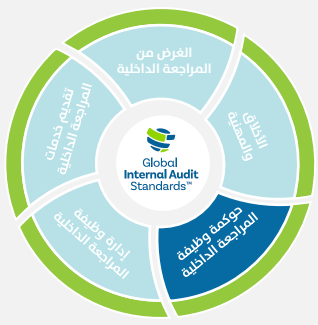 الغرض من
المراجعة الداخلية
الأخلاق
والمهنية
حوكمة وظيفة
المراجعة الداخلية
إدارة وظيفة
المراجعة الداخلية
تقديم خدمات
المراجعة الداخلية
Global
Internal Audit
Standards™